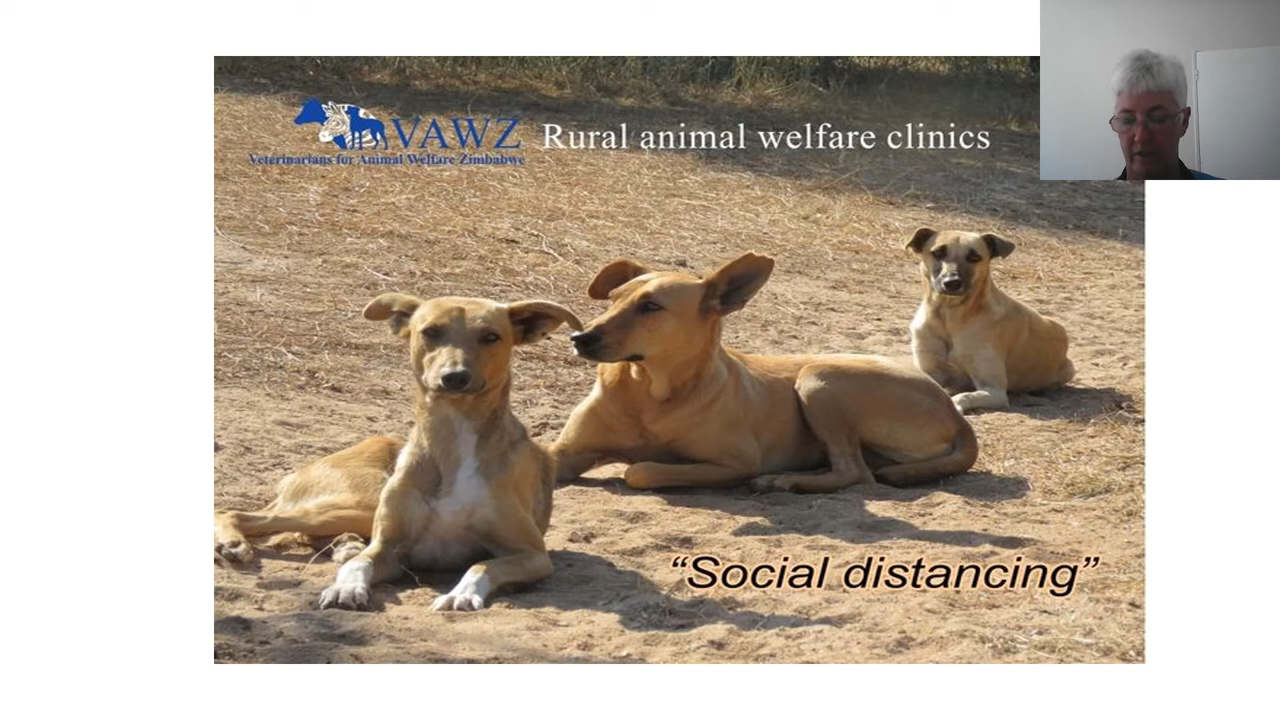 VAWZ
Veterinarians for Animal Welfare Zimbabwe
Rural animal welfare clinics
“Social distancing”